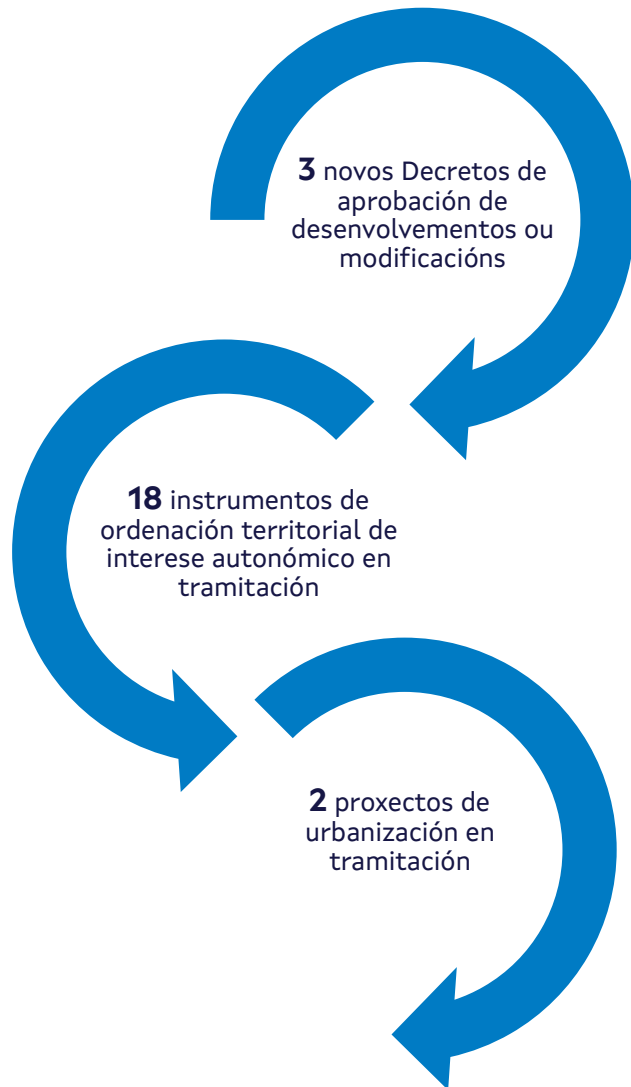 3 novos Decretos de
aprobación de
desenvolvementos ou
modificacións
18 instrumentos de
ordenación territorial de
interese autonómico en
tramitación
2 proxectos de
urbanización en
tramitación